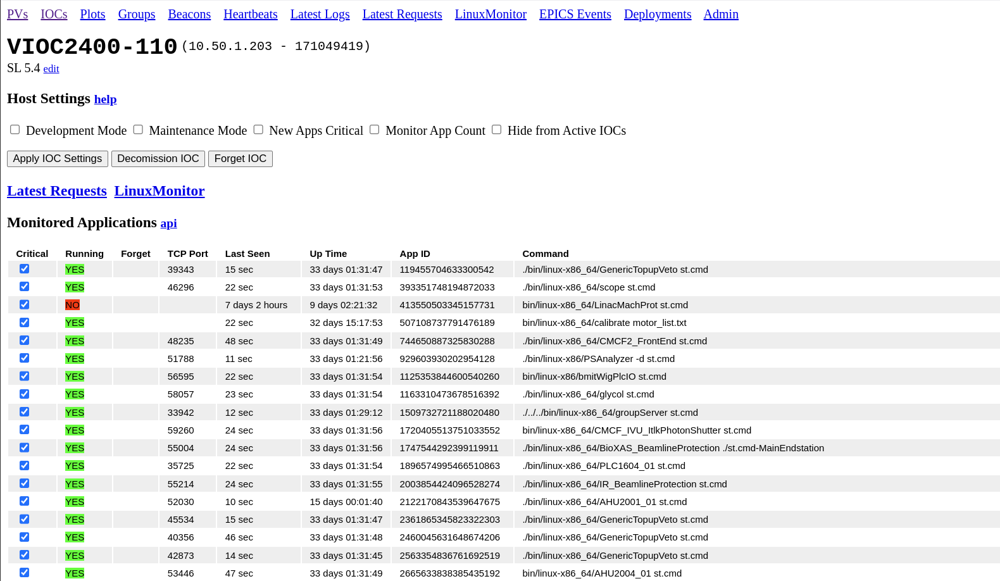 PVs IOCs Plots Groups Beacons Heartbeats Latest Logs Latest Requests LinuxMonitor EPICS Events Deployments Admin
VIOC2400-110 (10.50.1.203 - 171049419)
SL 5.4 edit
Host Settings help
Development Mode Maintenance Mode New Apps Critical Monitor App Count Hide from Active IOCs
Apply IOC Settings Decomission IOC Forget IOC
Latest Requests LinuxMonitor
Monitored Applications api
Critical Running Forget TCP Port Last Seen Up Time App ID Command
YES 39343 15 sec 33 days 01:31:47 119455704633300542 ./bin/linux-x86_64/GenericTopupVeto st.cmd
YES 46296 22 sec 33 days 01:31:53 393351748194872033 ./bin/linux-x86_64/scope st.cmd
NO 7 days 2 hours 9 days 02:21:32 413550503345157731 bin/linux-x86_64/LinacMachProt st.cmd
YES 22 sec 32 days 15:17:53 507108737791476189 bin/linux-x86_64/calibrate motor_list.txt
YES 48235 48 sec 33 days 01:31:49 744650887325830288 ./bin/linux-x86_64/CMCF2_FrontEnd st.cmd
YES 51788 11 sec 33 days 01:21:56 929603930202954128 ./bin/linux-x86/PSAnalyzer -d st.cmd
YES 56595 22 sec 33 days 01:31:54 1125353844600540260 bin/linux-x86/bmitWigPlcIO st.cmd
YES 58057 23 sec 33 days 01:31:54 1163310473678516392 ./bin/linux-x86_64/glycol st.cmd
YES 33942 12 sec 33 days 01:29:12 1509732721188020480 ./../../bin/linux-x86_64/groupServer st.cmd
YES 59260 24 sec 33 days 01:31:56 1720405513751033552 bin/linux-x86_64/CMCF_IVU_ItlkPhotonShutter st.cmd
YES 55004 24 sec 33 days 01:31:56 1747544292399119911 ./bin/linux-x86_64/BioXAS_BeamlineProtection ./st.cmd-MainEndstation
YES 35725 22 sec 33 days 01:31:54 1896574995466510863 ./bin/linux-x86_64/PLC1604_01 st.cmd
YES 55214 24 sec 33 days 01:31:55 2003854424096528274 ./bin/linux-x86_64/IR_BeamlineProtection st.cmd
YES 52030 10 sec 15 days 00:01:40 2122170843539647675 ./bin/linux-x86_64/AHU2001_01 st.cmd
YES 45534 15 sec 33 days 01:31:47 2361865345823322303 ./bin/linux-x86_64/GenericTopupVeto st.cmd
YES 40356 46 sec 33 days 01:31:48 2460045631648674206 ./bin/linux-x86_64/GenericTopupVeto st.cmd
YES 42873 14 sec 33 days 01:31:45 2563354836761692519 ./bin/linux-x86_64/GenericTopupVeto st.cmd
YES 53446 47 sec 33 days 01:31:49 2665633838385435192 bin/linux-x86_64/AHU2004_01 st.cmd